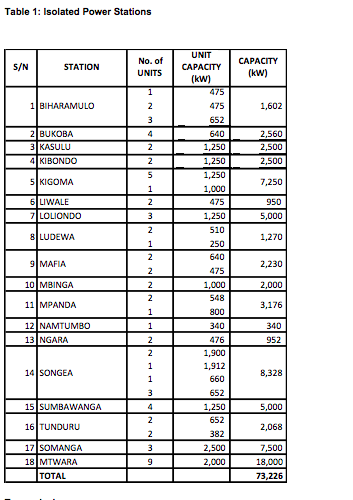 Table 1: Isolated Power Stations
S/N STATION No. of UNITS UNIT CAPACITY (kW) CAPACITY (kW)
1 BIHARAMULO 1 475 1,602
2 475
3 652
2 BUKOBA 4 640 2,560
3 KASULU 2 1,250 2,500
4 KIBONDO 2 1,250 2,500
5 KIGOMA 5 1,250 7,250
1 1,000
6 LIWALE 2 475 950
7 LOLIONDO 3 1,250 5,000
8 LUDEWA 2 510 1,270
1 250
9 MAFIA 2 640 2,230
2 475
10 MBINGA 2 1,000 2,000
11 MPANDA 2 548 3,176
1 800
12 NAMTUMBO 1 340 340
13 NGARA 2 476 952
14 SONGEA 2 1,900 8,328
1 1,912
1 660
3 652
15 SUMBAWANGA 4 1,250 5,000
16 TUNDURU 2 652 2,068
2 382
17 SOMANGA 3 2,500 7,500
18 MTWARA 9 2,000 18,000
TOTAL 73,226